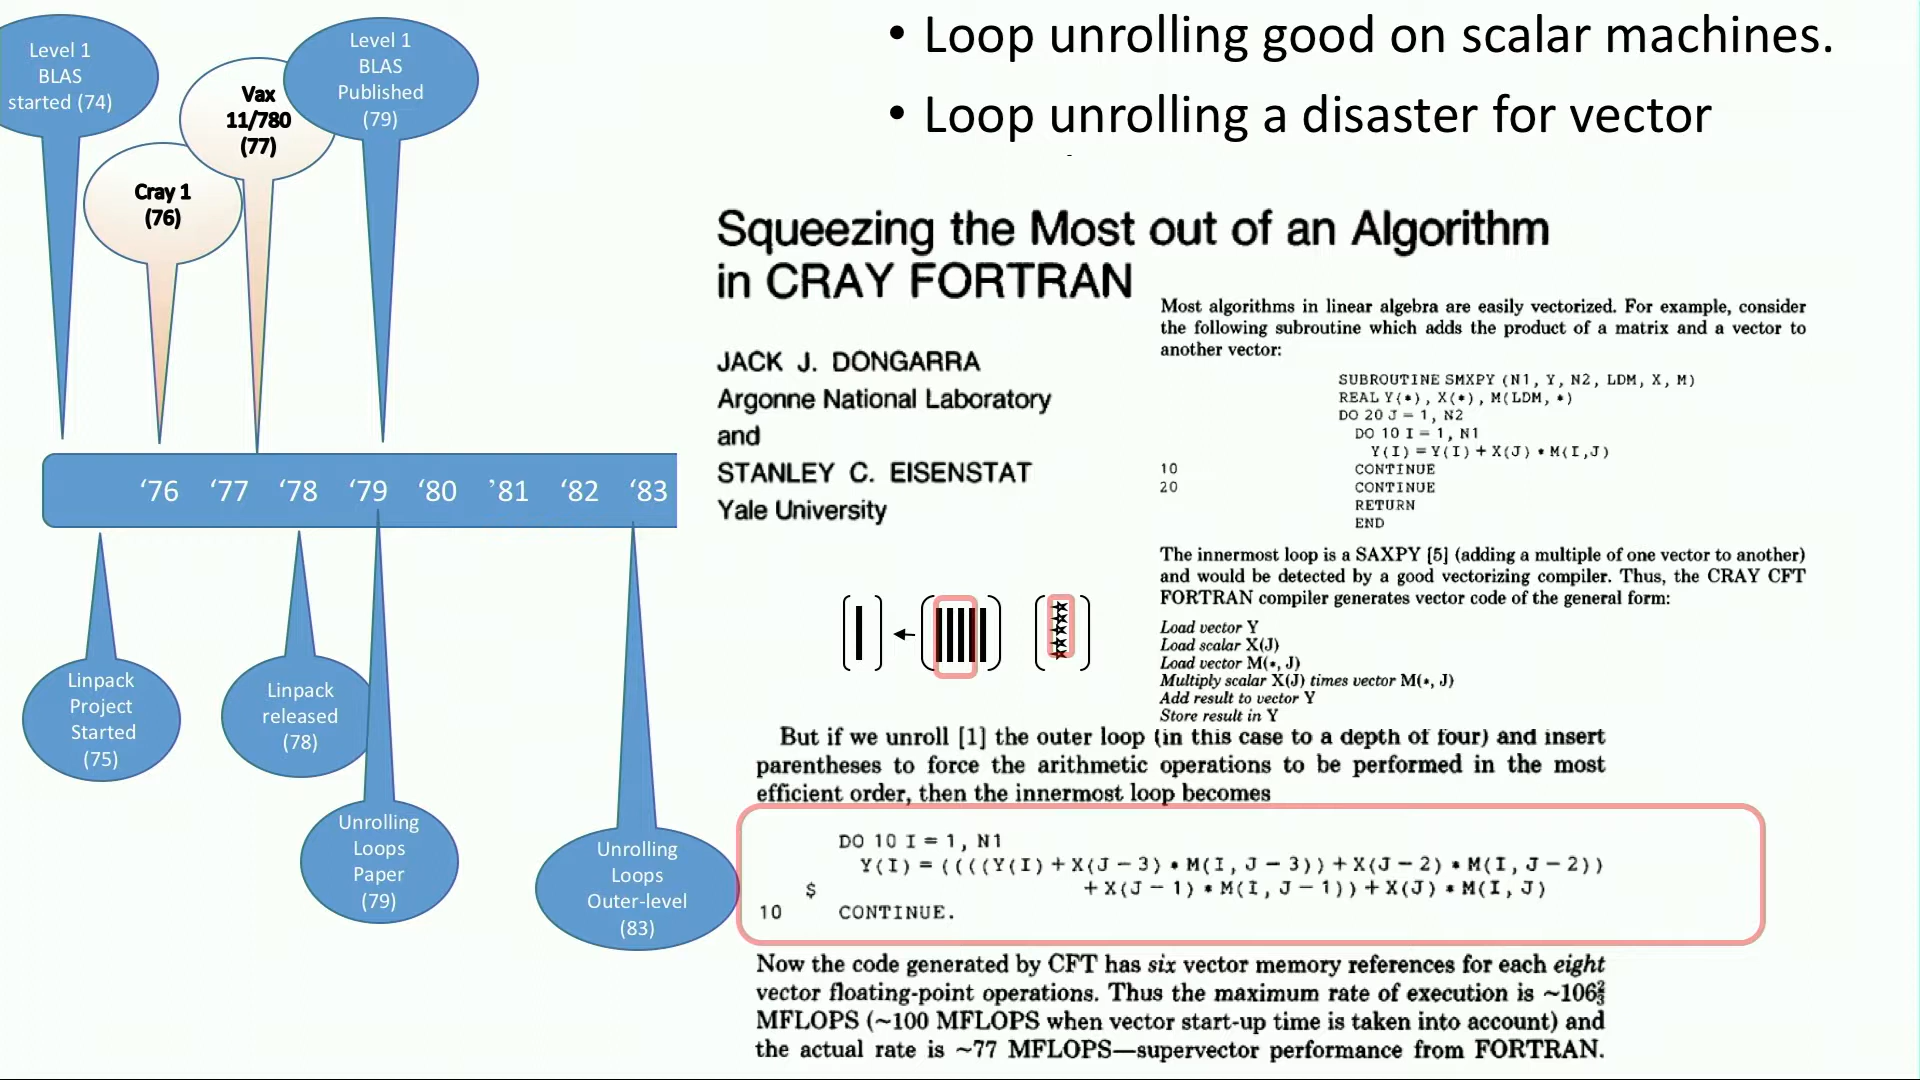 Level 1
BLAS
started (74)
Vax
11/780
(77)
Level 1
BLAS
Published
(79)
Cray 1
(76)
‘76 ‘77 ‘78 ‘79 ‘80 ’81 ‘82 ‘83
Linpack
Project
Started
(75)
Linpack
released
(78)
Unrolling
Loops
Paper
(79)
Unrolling
Loops
Outer-level
(83)
• Loop unrolling good on scalar machines.
• Loop unrolling a disaster for vector
Squeezing the Most out of an Algorithm
in CRAY FORTRAN
JACK J. DONGARRA
Argonne National Laboratory
and
STANLEY C. EISENSTAT
Yale University
Most algorithms in linear algebra are easily vectorized. For example, consider
the following subroutine which adds the product of a matrix and a vector to
another vector:
SUBROUTINE SMXPY (N1, Y, N2, LDM, X, M)
REAL Y(*), X(*), M(LDM, *)
DO 20 J = 1, N2
DO 10 I = 1, N1
Y(I) = Y(I) + X(J) * M(I,J)
10 CONTINUE
20 CONTINUE
RETURN
END
The innermost loop is a SAXPY [5] (adding a multiple of one vector to another)
and would be detected by a good vectorizing compiler. Thus, the CRAY CFT
FORTRAN compiler generates vector code of the general form:
Load vector Y
Load scalar X(J)
Load vector M(*, J)
Multiply scalar X(J) times vector M(*, J)
Add result to vector Y
Store result in Y
But if we unroll [1] the outer loop (in this case to a depth of four) and insert
parentheses to force the arithmetic operations to be performed in the most
efficient order, then the innermost loop becomes
DO 10 I = 1, N1
Y(I) = ((((Y(I) + X(J − 3) * M(I, J − 3)) + X(J − 2) * M(I, J − 2))
$ + X(J − 1) * M(I, J − 1)) + X(J) * M(I, J)
10 CONTINUE.
Now the code generated by CFT has six vector memory references for each eight
vector floating-point operations. Thus the maximum rate of execution is ~106⅔
MFLOPS (~100 MFLOPS when vector start-up time is taken into account) and
the actual rate is ~77 MFLOPS—supervector performance from FORTRAN.